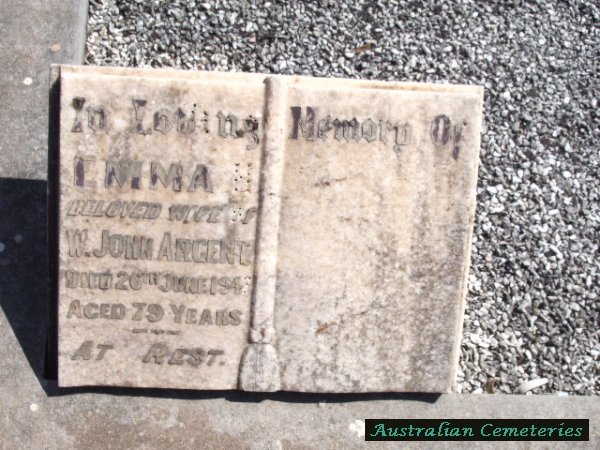 In Loving Memory Of
EMMA
BELOVED WIFE OF
W. JOHN ARGENT
DIED 26TH JUNE
AGED 79 YEARS
AT REST.
Australian Cemeteries